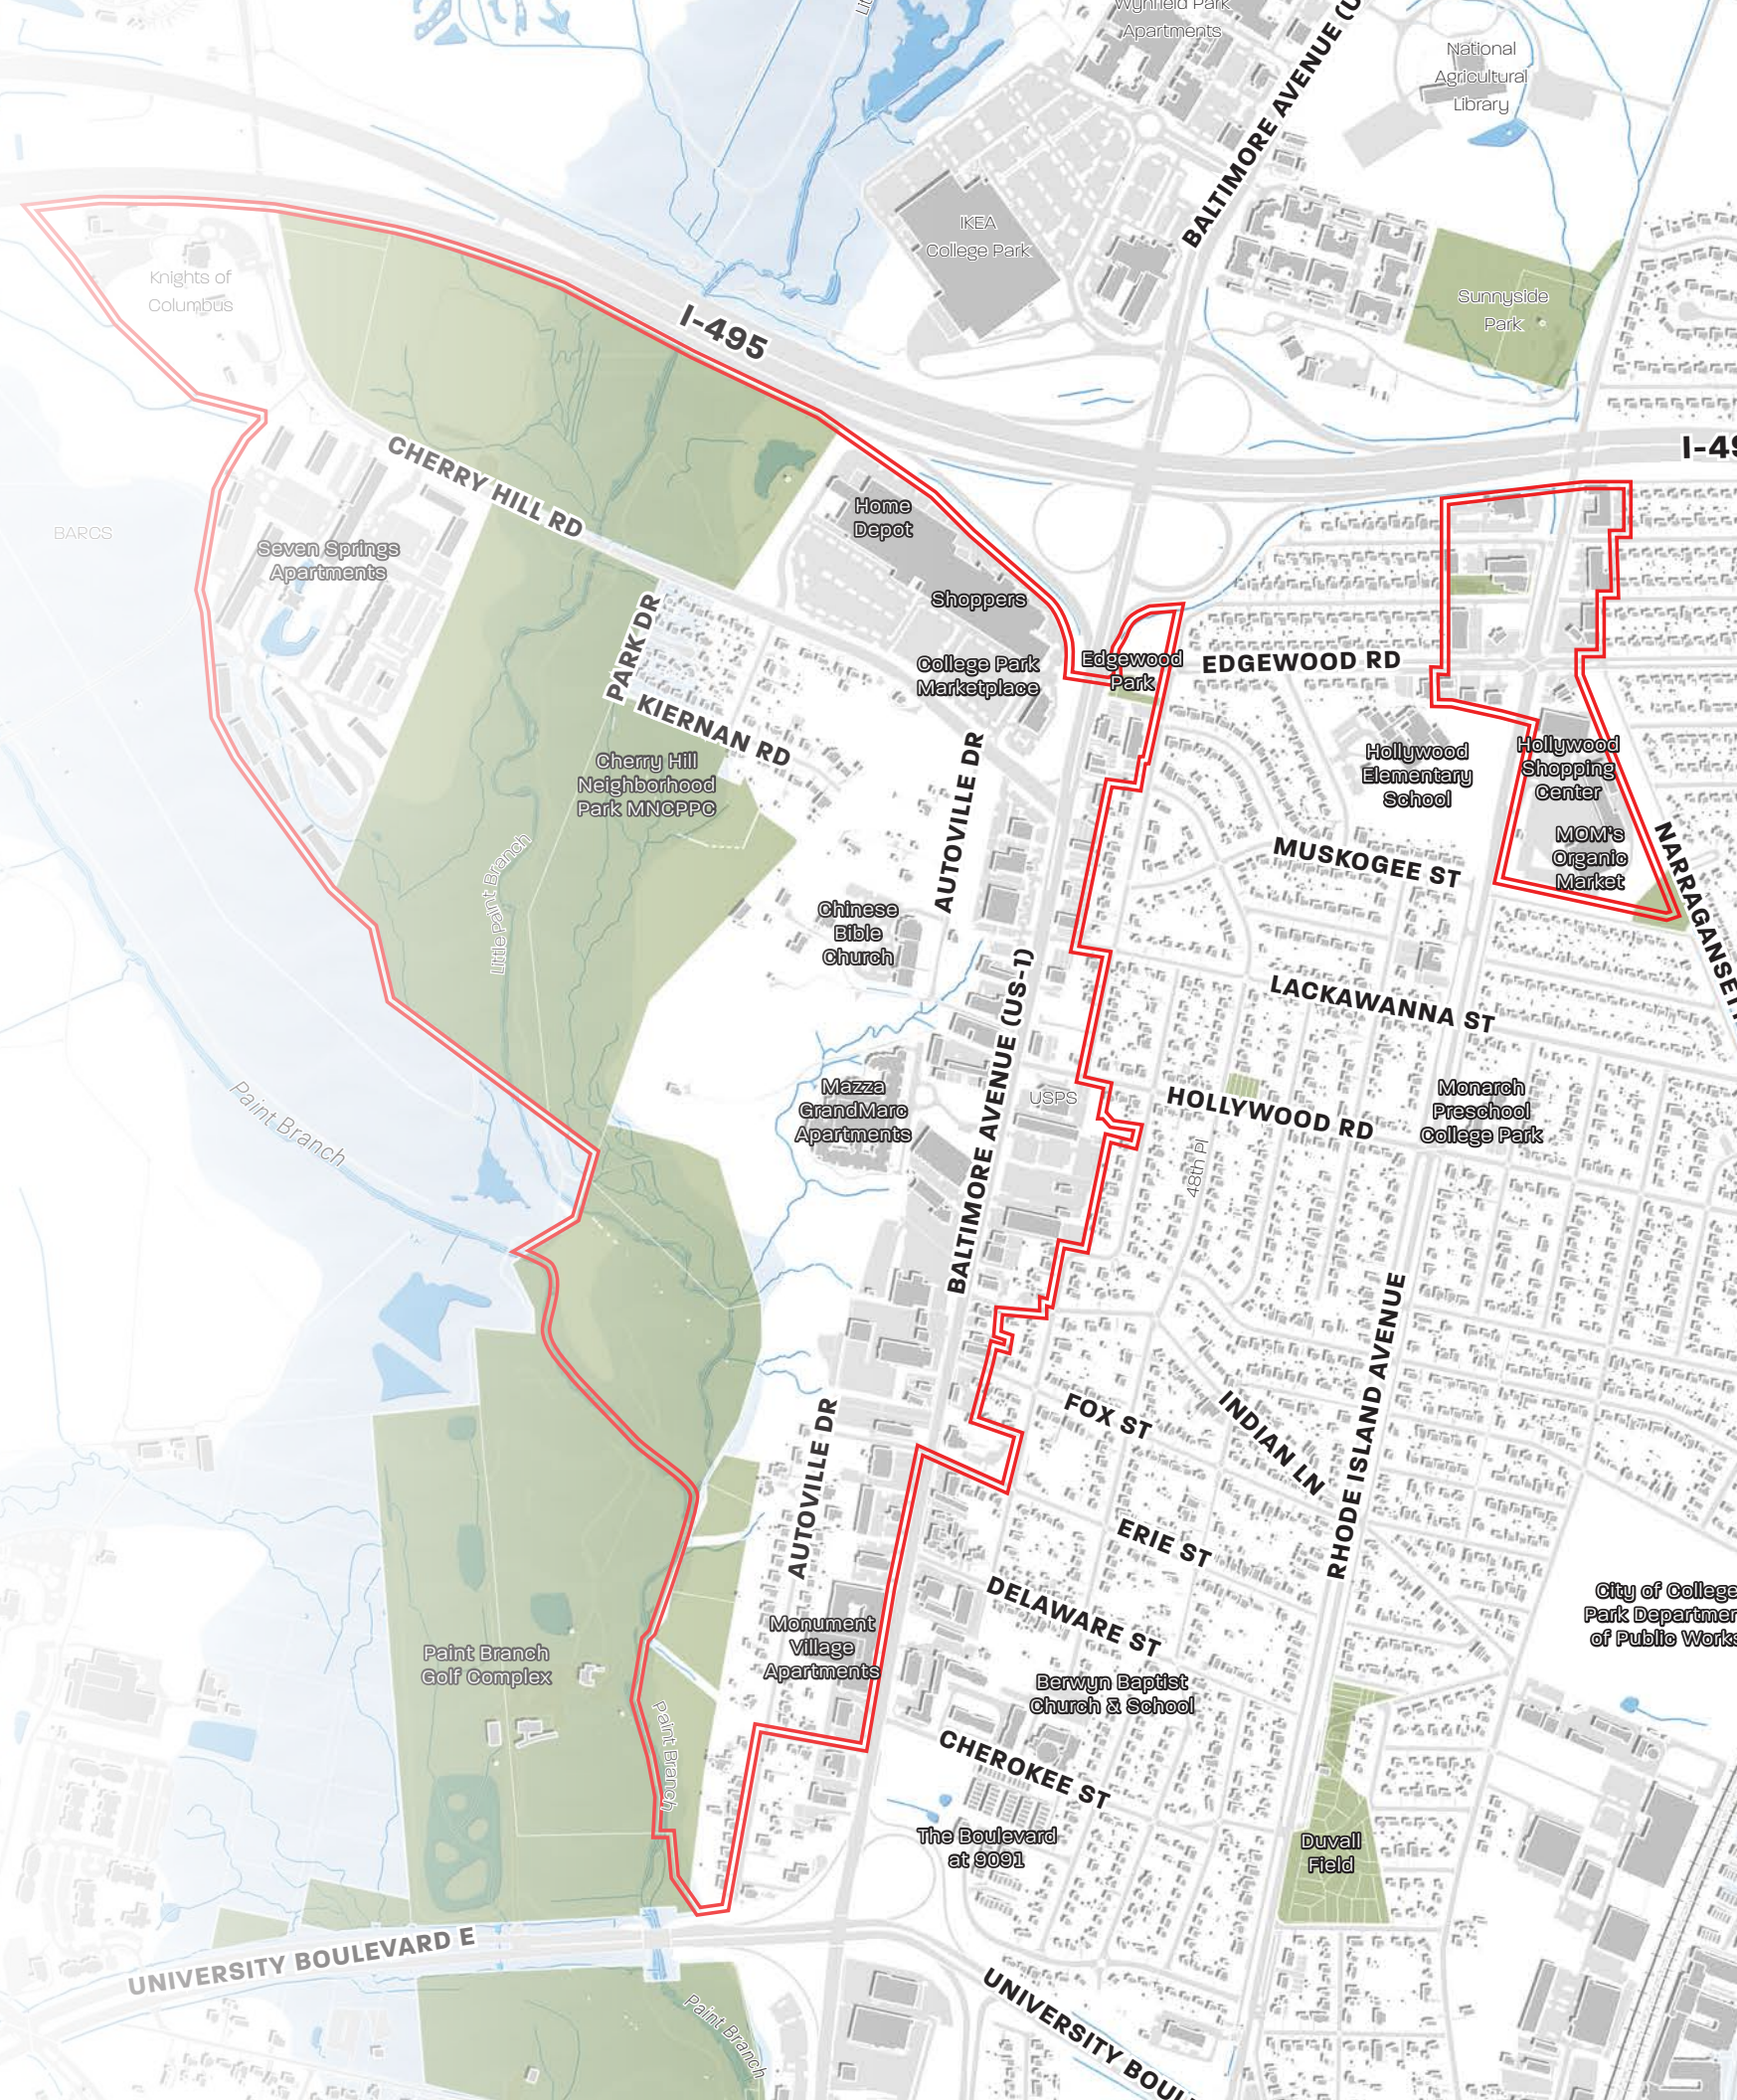 Wynfield Park
Apartments
BALTIMORE AVENUE (U
National
Agricultural
Library
IKEA
College Park
Knights of
Columbus
Sunnyside
Park
I-495
I-49
CHERRY HILL RD
BARCS
Seven Springs
Apartments
Home
Depot
Shoppers
PARK DR
College Park
Marketplace
Edgewood
Park
EDGEWOOD RD
KIERNAN RD
Cherry Hill
Neighborhood
Park MNCPPC
AUTOVILLE DR
Hollywood
Elementary
School
Hollywood
Shopping
Center
MOM's
Organic
Market
MUSKOGEE ST
NARRAGANSETT
Little Paint Branch
Chinese
Bible
Church
LACKAWANNA ST
BALTIMORE AVENUE (US-1)
Paint Branch
Mazza
GrandMarc
Apartments
USPS
HOLLYWOOD RD
Monarch
Preschool
College Park
48th Pl
RHODE ISLAND AVENUE
AUTOVILLE DR
FOX ST
INDIAN LN
ERIE ST
DELAWARE ST
City of College
Park Departmen
of Public Works
Monument
Village
Apartments
Paint Branch
Golf Complex
Paint Branch
Berwyn Baptist
Church & School
CHEROKEE ST
The Boulevard
at 9091
Duvall
Field
UNIVERSITY BOULEVARD E
Paint Branch
UNIVERSITY BOUL